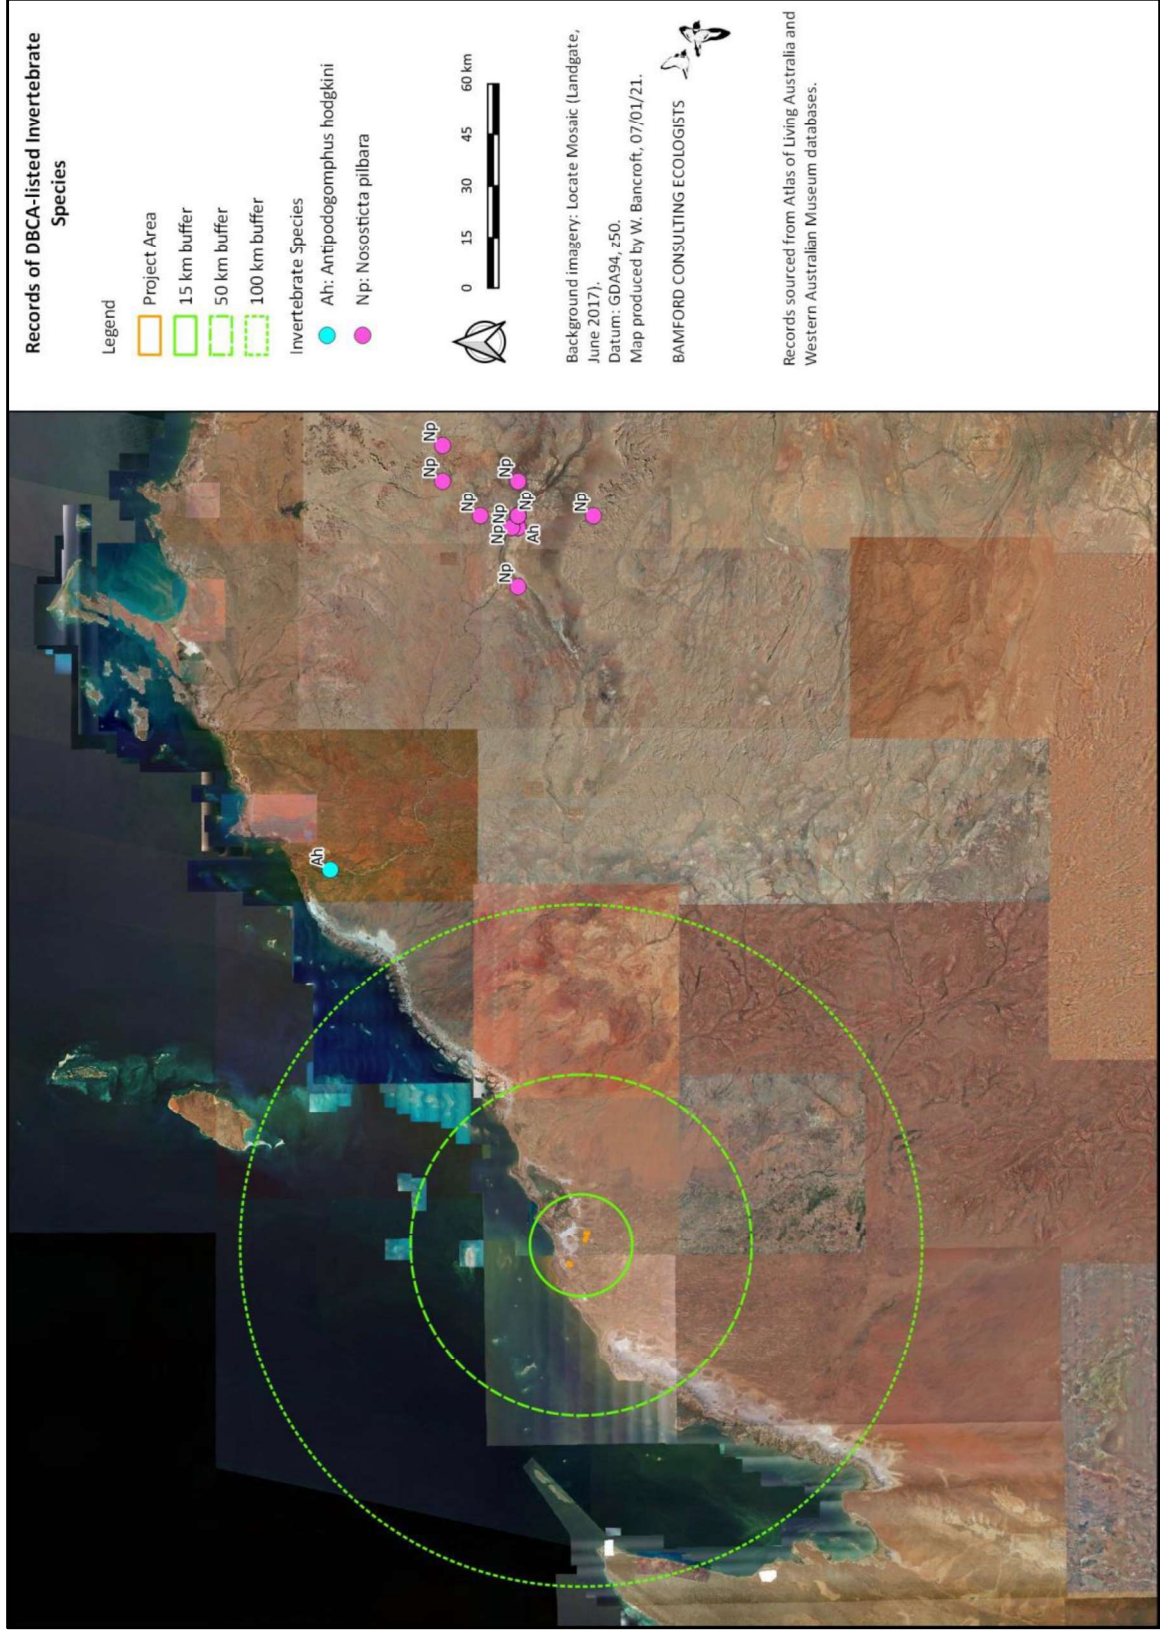 Records of DBCA-listed Invertebrate
Species
Legend
Project Area
15 km buffer
50 km buffer
100 km buffer
Invertebrate Species
Ah: Antipodogomphus hodgkini
Np: Nososticta pilbara
0 15 30 45 60 km
Background imagery: Locate Mosaic (Landgate,
June 2017).
Datum: GDA94, z50.
Map produced by W. Bancroft, 07/01/21.
BAMFORD CONSULTING ECOLOGISTS
Records sourced from Atlas of Living Australia and
Western Australian Museum databases.
Ah
Np
Np
Np
Np
NpNp
Np
Ah
Np
Np